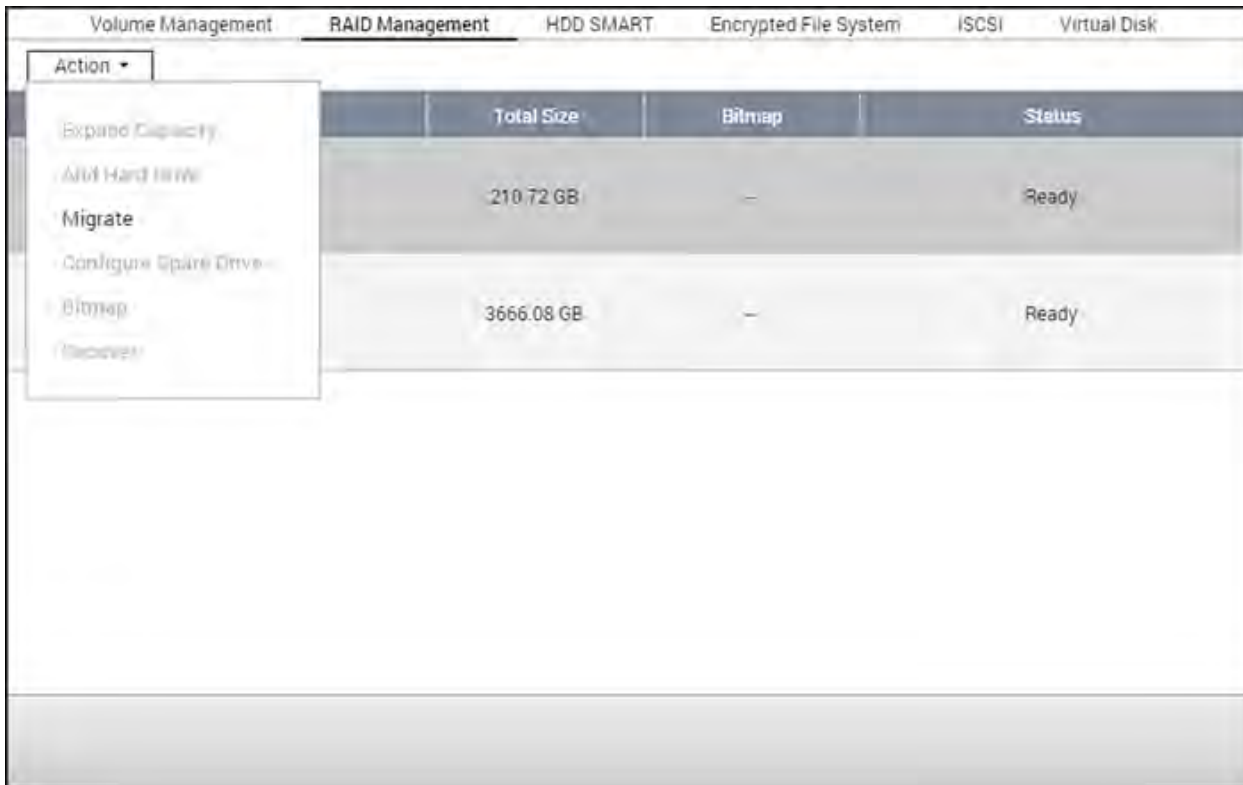 Volume Management RAID Management HDD SMART Encrypted File System ISCSI Virtual Disk
Action
Total Size Bitmap Status
Expand Capacity
Add Hard Drive
210.72 GB -- Ready
Migrate
Configure Spare Drive
Bitmap
3666.08 GB -- Ready
Recover